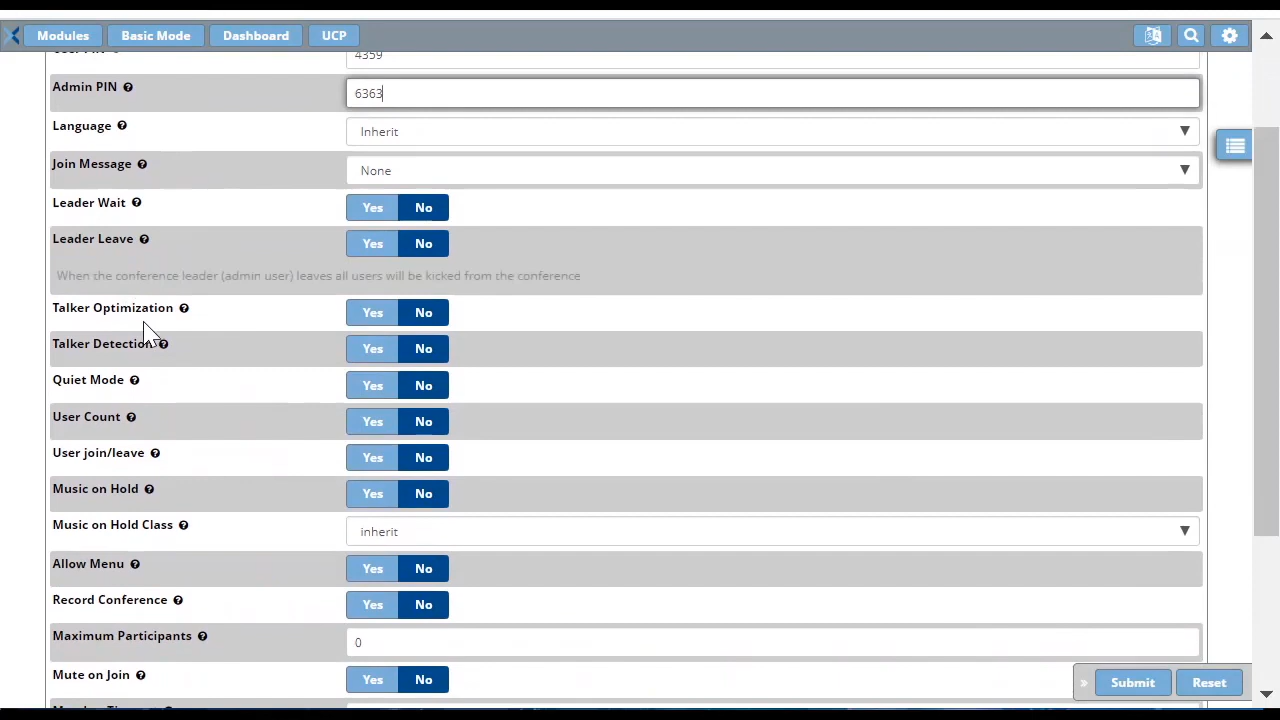 Modules Basic Mode Dashboard UCP
4359
Admin PIN 6363
Language Inherit
Join Message None
Leader Wait Yes No
Leader Leave Yes No
When the conference leader (admin user) leaves all users will be kicked from the conference
Talker Optimization Yes No
Talker Detection Yes No
Quiet Mode Yes No
User Count Yes No
User join/leave Yes No
Music on Hold Yes No
Music on Hold Class inherit
Allow Menu Yes No
Record Conference Yes No
Maximum Participants 0
Mute on Join Yes No
» Submit Reset